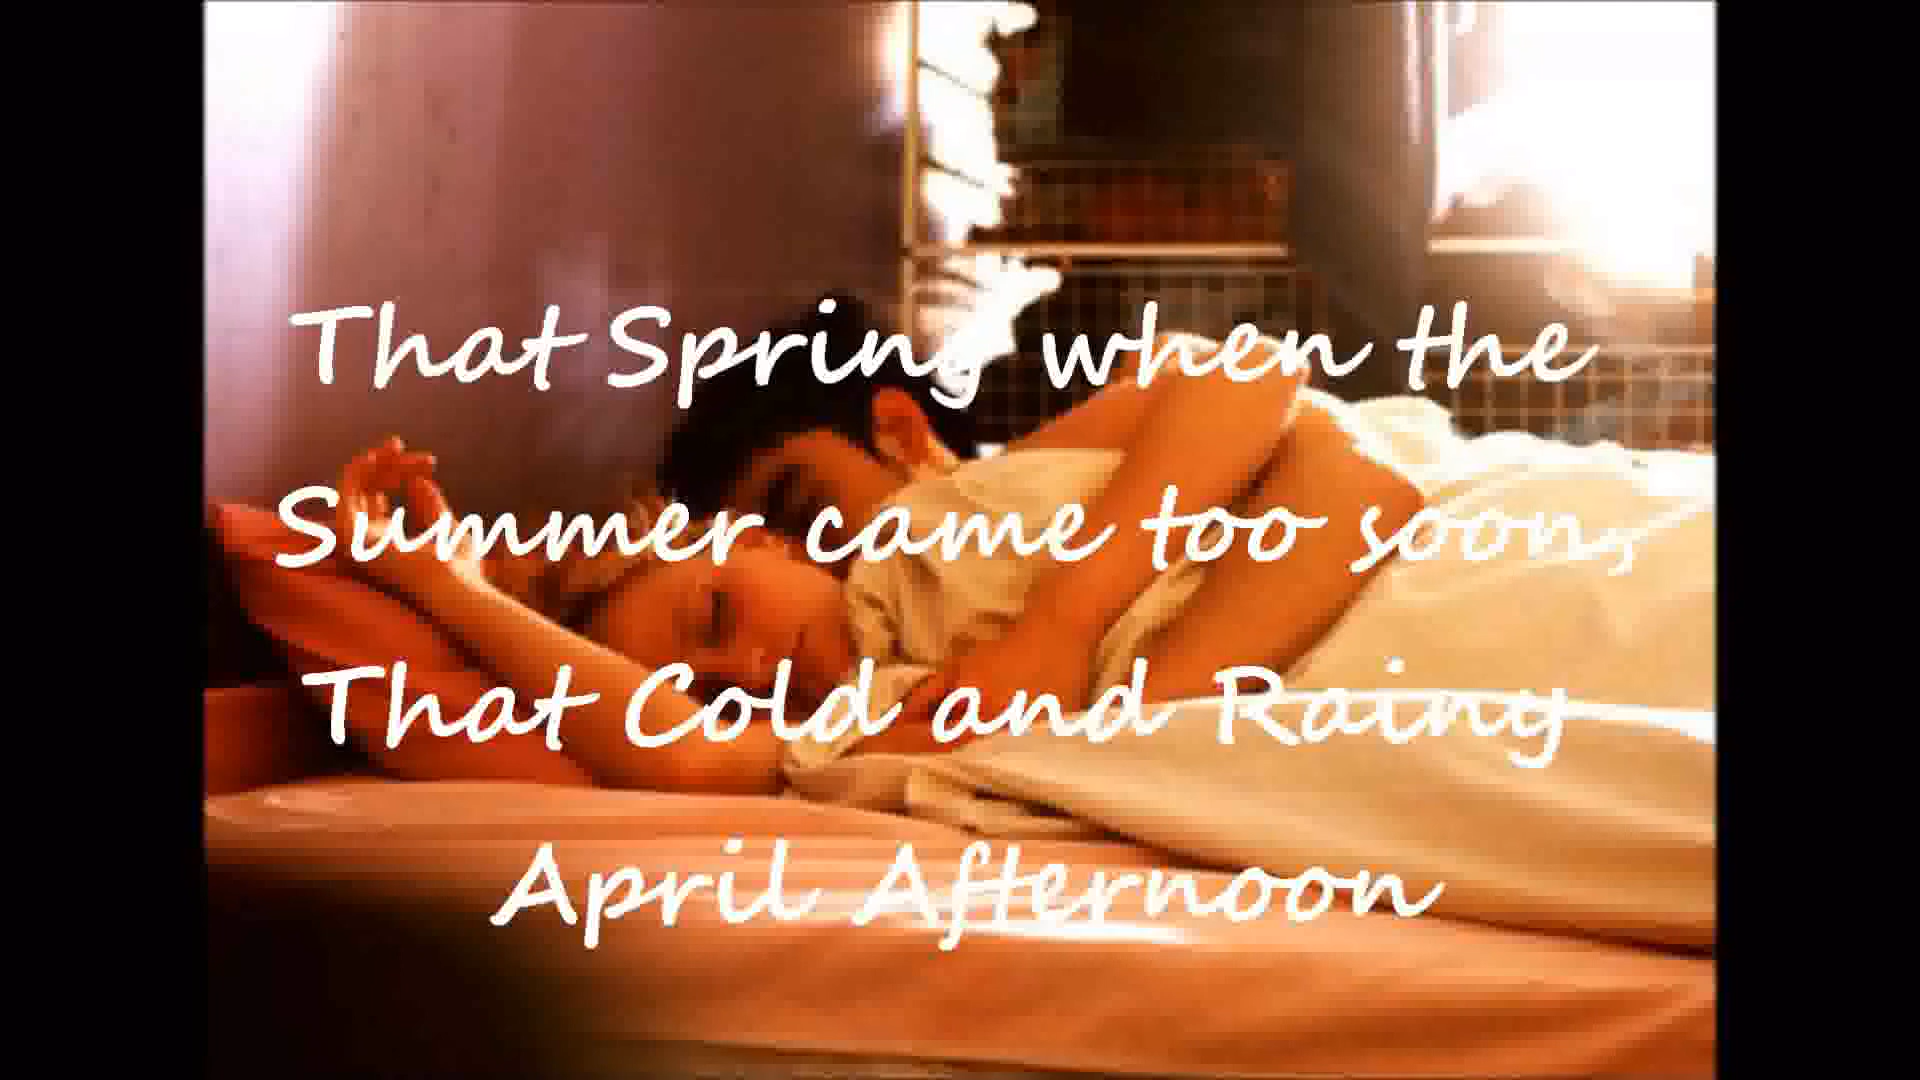 That Spring when the
Summer came too soon,
That Cold and Rainy
April Afternoon